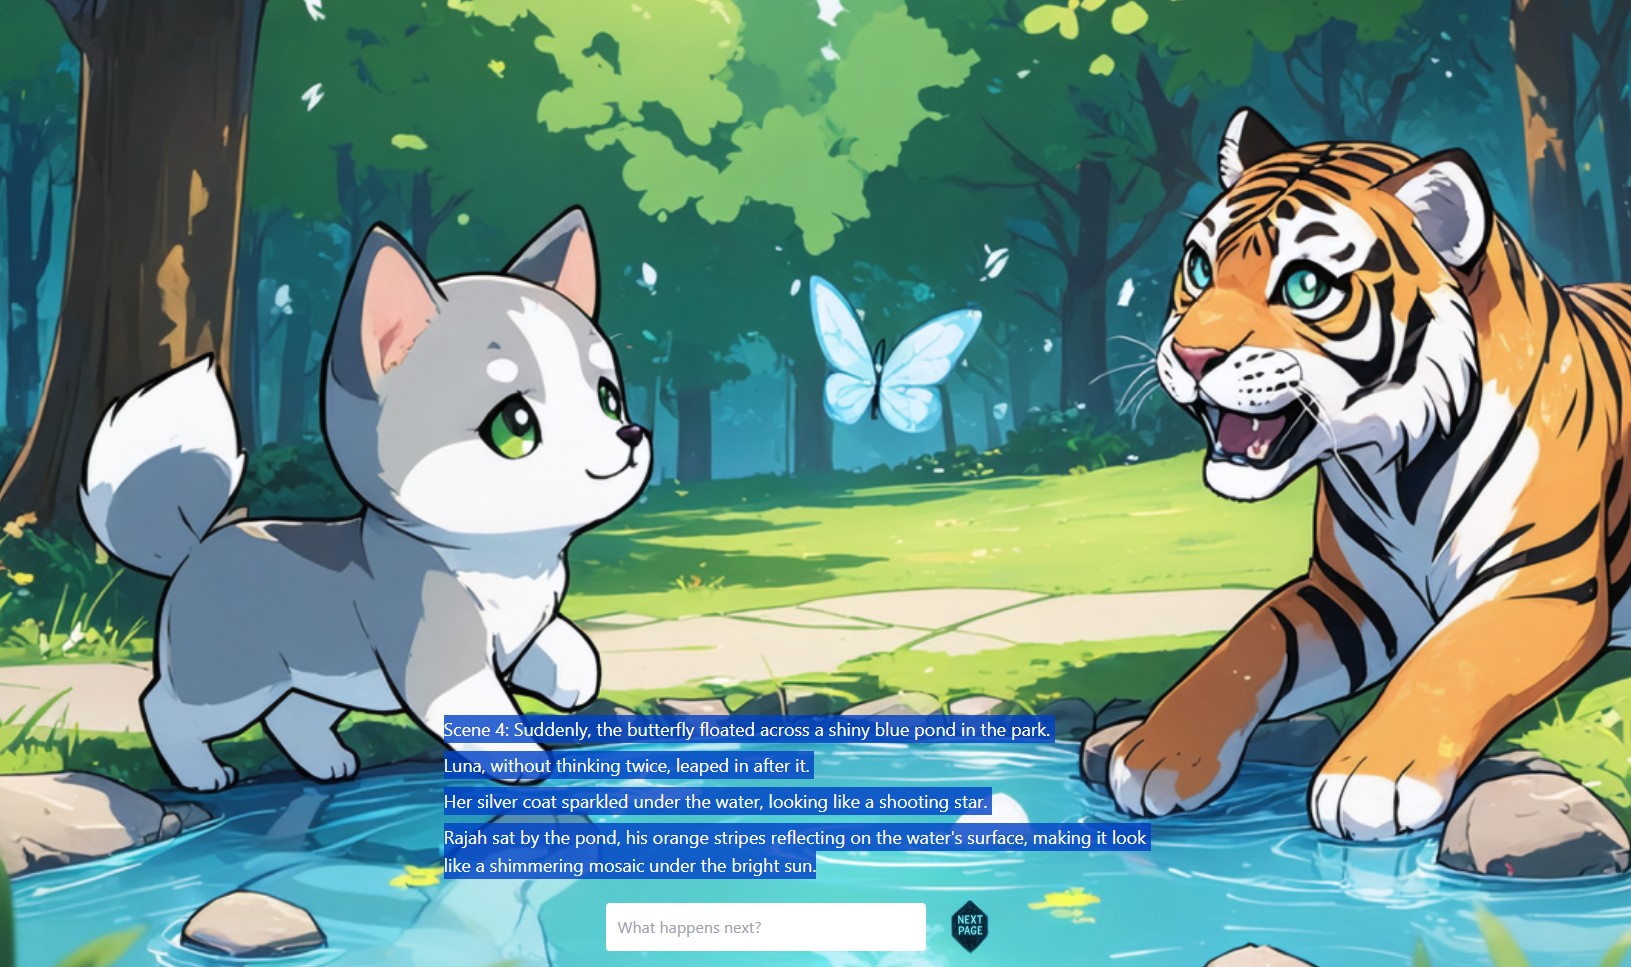 Scene 4: Suddenly, the butterfly floated across a shiny blue pond in the park.
Luna, without thinking twice, leaped in after it.
Her silver coat sparkled under the water, looking like a shooting star.
Rajah sat by the pond, his orange stripes reflecting on the water's surface, making it look
like a shimmering mosaic under the bright sun.
What happens next?
NEXT
PAGE